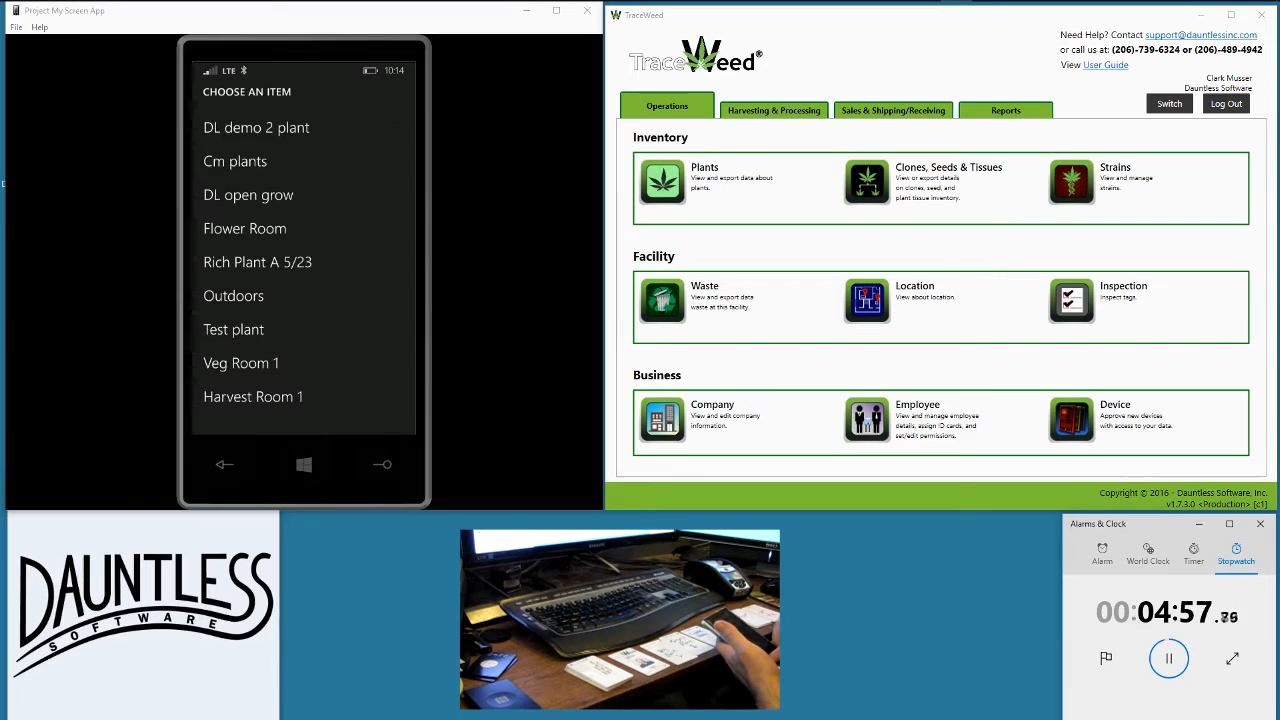 Project My Screen App
File Help
LTE 10:14
CHOOSE AN ITEM
DL demo 2 plant
Cm plants
DL open grow
Flower Room
Rich Plant A 5/23
Outdoors
Test plant
Veg Room 1
Harvest Room 1
TraceWeed
TraceWeed®
Need Help? Contact support@dauntlessinc.com
or call us at: (206)-739-6324 or (206)-489-4942
View User Guide
Clark Musser
Dauntless Software
Switch Log Out
Operations Harvesting & Processing Sales & Shipping/Receiving Reports
Inventory
Plants
View and export data about
plants.
Clones, Seeds & Tissues
View or export details
on clones, seed, and
plant tissue inventory.
Strains
View and manage
strains.
Facility
Waste
View and export data
waste at this facility.
Location
View about location.
Inspection
Inspect tags.
Business
Company
View and edit company
information.
Employee
View and manage employee
details, assign ID cards, and
set/edit permissions.
Device
Approve new devices
with access to your data.
Copyright © 2016 - Dauntless Software, Inc.
v1.7.3.0 <Production> [c1]
DAUNTLESS
SOFTWARE
Alarms & Clock
Alarm World Clock Timer Stopwatch
00:04:57